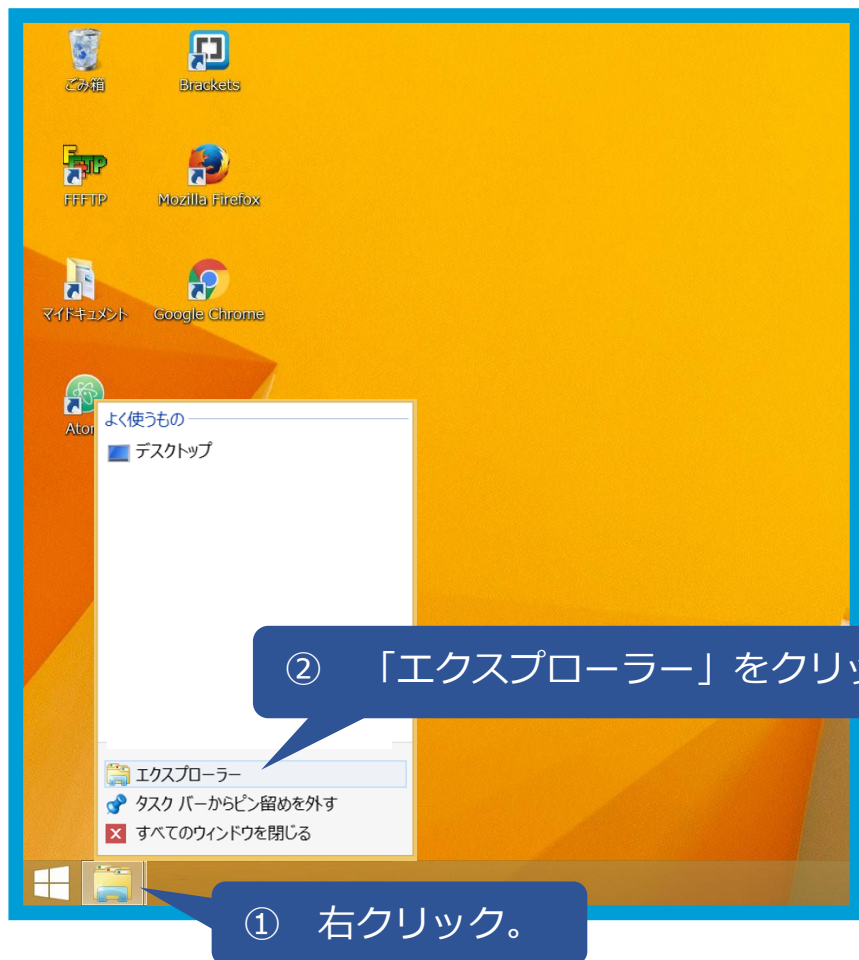 ごみ箱
Brackets
FFFTP
Mozilla Firefox
マイドキュメント
Google Chrome
よく使うもの
デスクトップ
② 「エクスプローラー」をクリ
エクスプローラー
タスク バーからピン留めを外す
すべてのウィンドウを閉じる
① 右クリック。